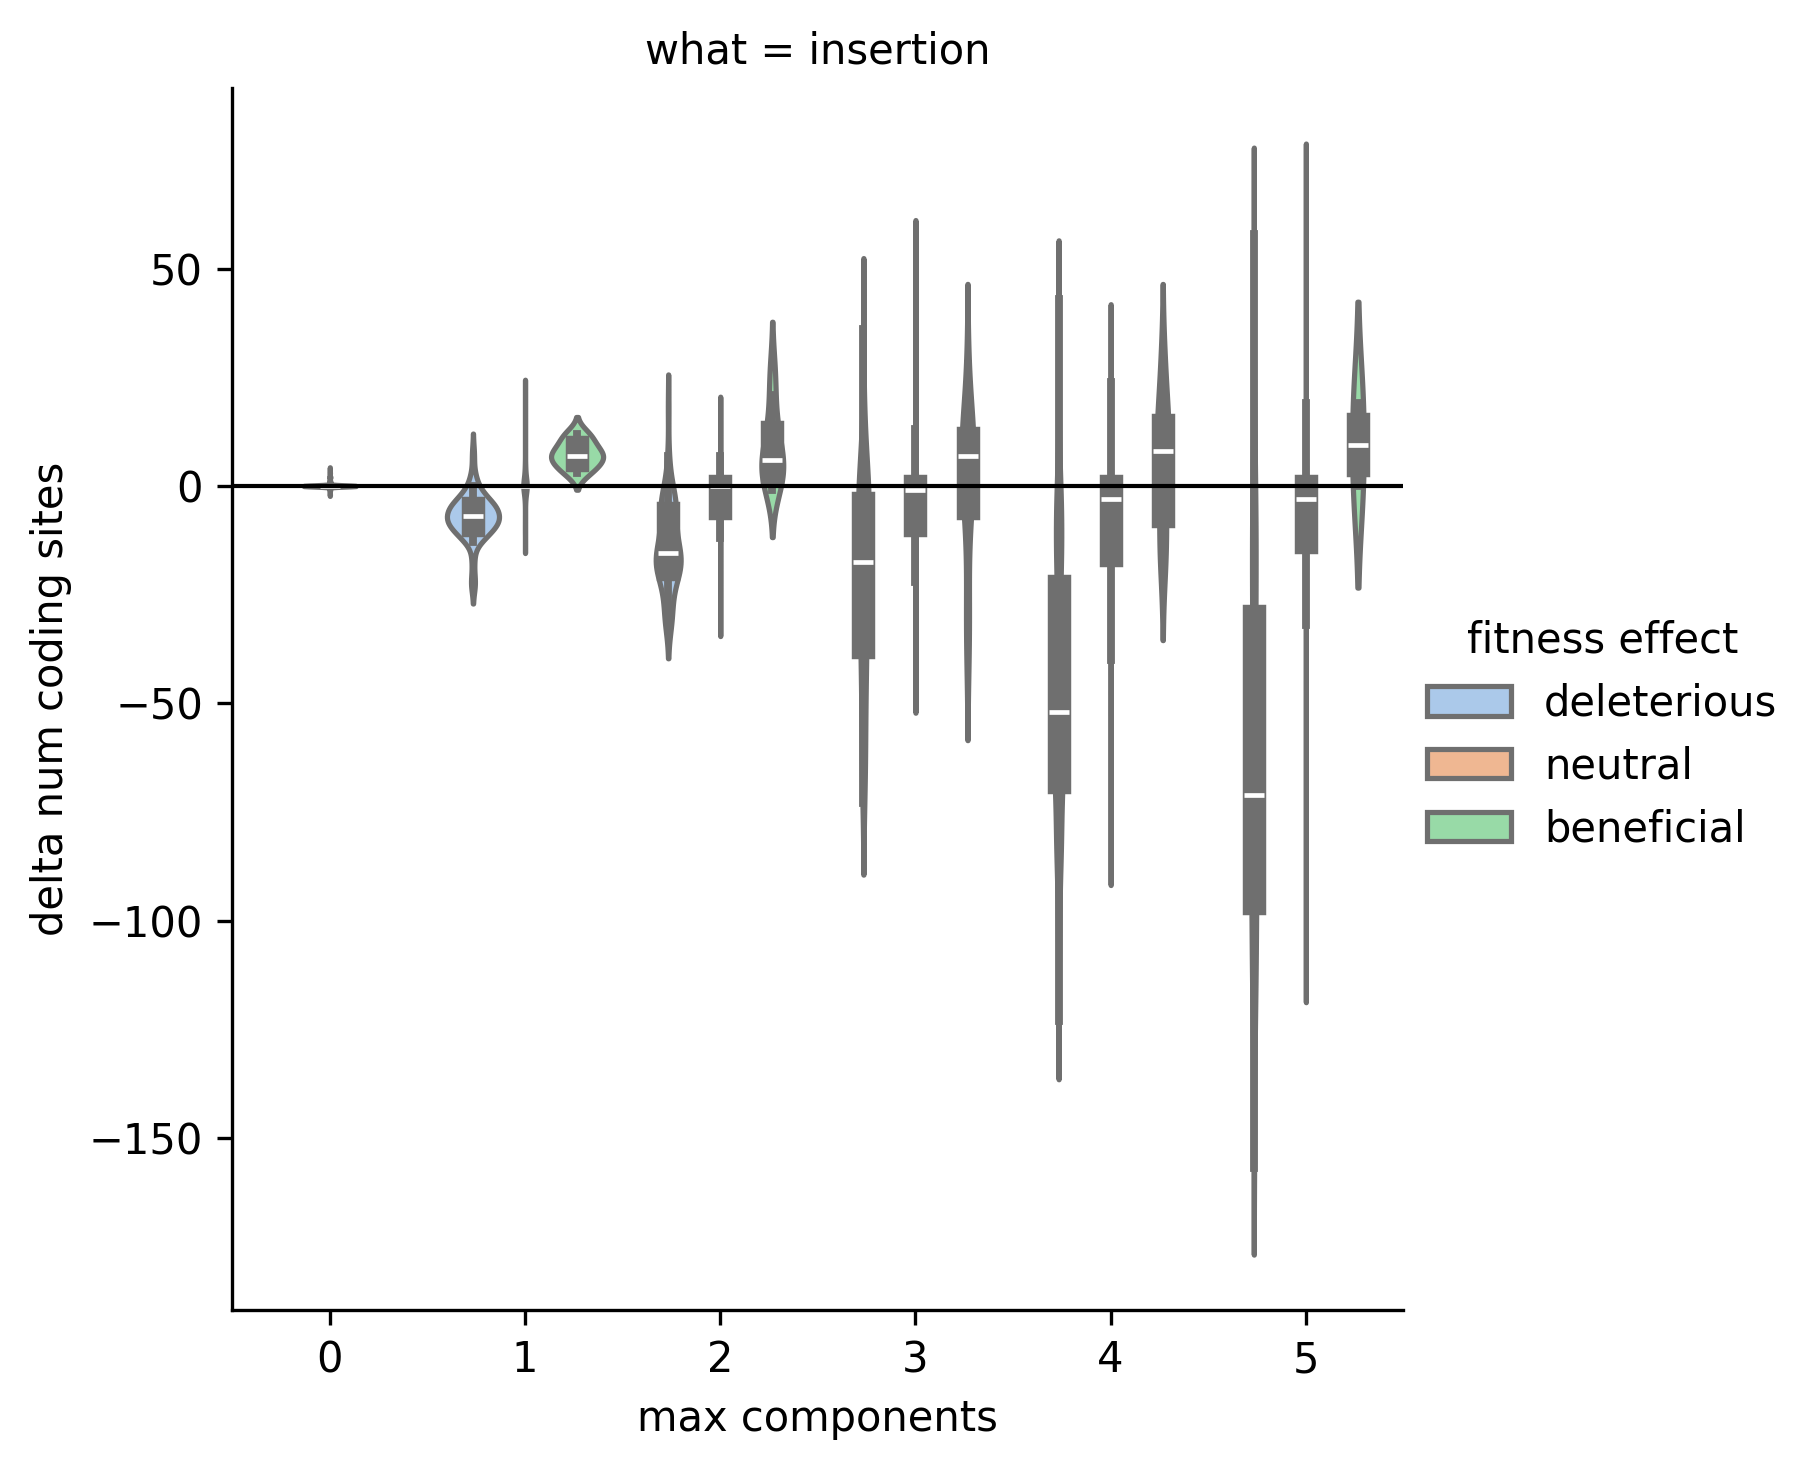 what = insertion
50
0
−50
−100
−150
delta num coding sites
0 1 2 3 4 5
max components
fitness effect
deleterious
neutral
beneficial